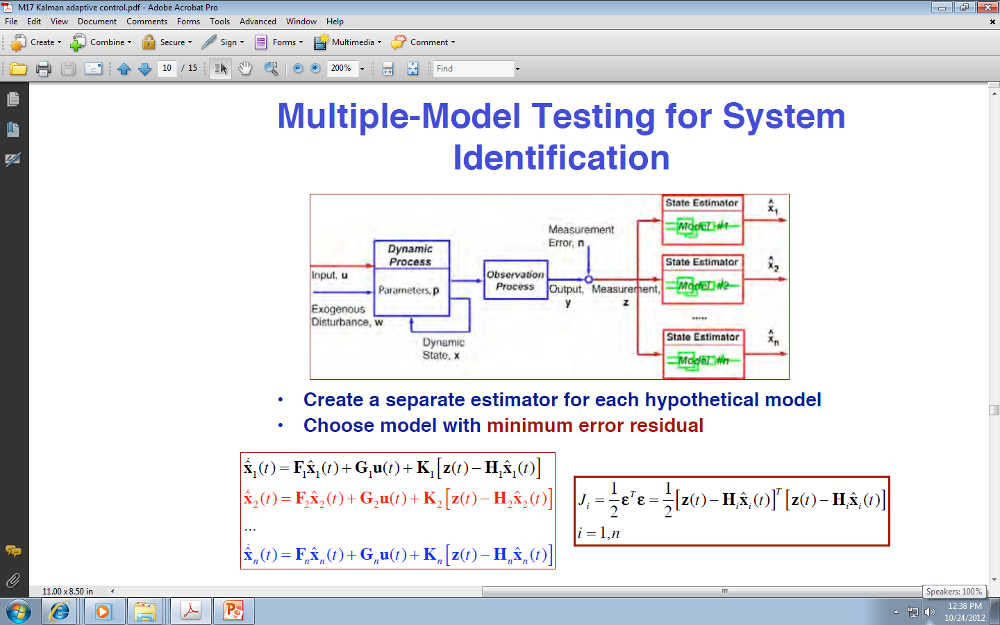 M17 Kalman adaptive control.pdf - Adobe Acrobat Pro
File Edit View Document Comments Forms Tools Advanced Window Help
Create Combine Secure Sign Forms Multimedia Comment
10 / 15 200% Find
Multiple-Model Testing for System
Identification
State Estimator
Model #1
x̂1
Measurement
Error, n
Dynamic
Process
Input, u
Parameters, p
Exogenous
Disturbance, w
Dynamic
State, x
Observation
Process
Output,
y
Measurement,
z
State Estimator
Model #2
x̂2
.....
State Estimator
Model #n
x̂n
• Create a separate estimator for each hypothetical model
• Choose model with minimum error residual
x̂̇₁(t) = F₁x̂₁(t) + G₁u(t) + K₁[z(t) − H₁x̂₁(t)]
x̂̇₂(t) = F₂x̂₂(t) + G₂u(t) + K₂[z(t) − H₂x̂₂(t)]
...
x̂̇ₙ(t) = Fₙx̂ₙ(t) + Gₙu(t) + Kₙ[z(t) − Hₙx̂ₙ(t)]
Jᵢ = 1/2 εᵀε = 1/2 [z(t) − Hᵢx̂ᵢ(t)]ᵀ [z(t) − Hᵢx̂ᵢ(t)]
i = 1,n
11.00 x 8.50 in
Speakers: 100%
12:38 PM
10/24/2012